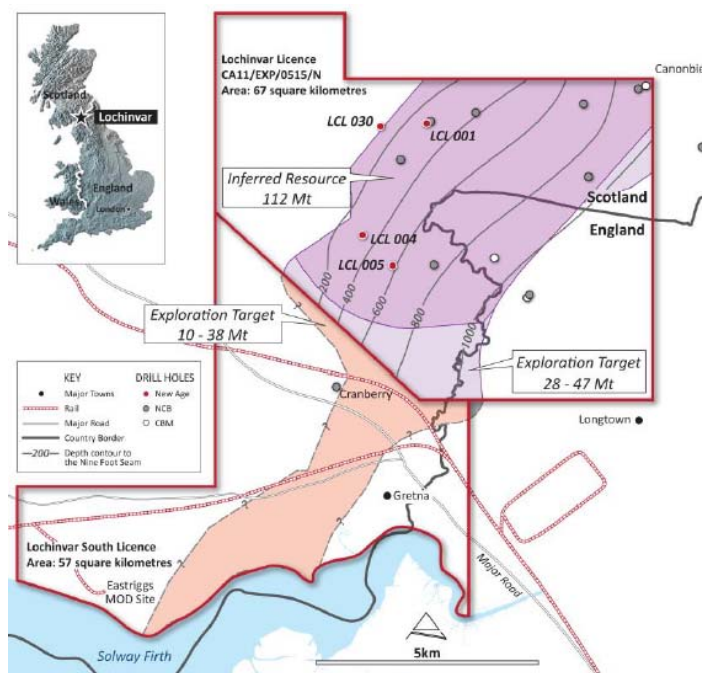 Scotland
Lochinvar
England
Wales
London
Lochinvar Licence
CA11/EXP/0515/N
Area: 67 square kilometres
Canonbie
LCL 030
LCL 001
Inferred Resource
112 Mt
Scotland
England
LCL 004
LCL 005
200
400
600
800
1000
Exploration Target
10 - 38 Mt
Exploration Target
28 - 47 Mt
KEY
DRILL HOLES
Major Towns
New Age
Rail
NCB
Major Road
CBM
Country Border
200
Depth contour to
the Nine Foot Seam
Cranberry
Longtown
Gretna
?
?
?
?
?
?
Lochinvar South Licence
Area: 57 square kilometres
Eastriggs
MOD Site
Major Road
Solway Firth
5km